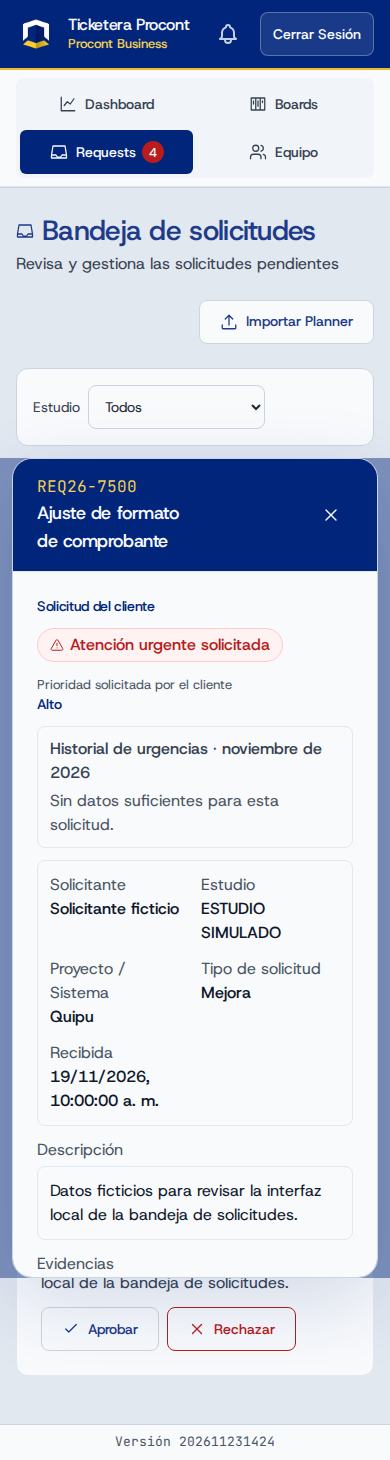 Ticketera Procont
Procont Business
Cerrar Sesión
Dashboard
Boards
Requests 4
Equipo
Bandeja de solicitudes
Revisa y gestiona las solicitudes pendientes
Importar Planner
Estudio Todos
REQ26-7500
Ajuste de formato
de comprobante
Solicitud del cliente
Atención urgente solicitada
Prioridad solicitada por el cliente
Alto
Historial de urgencias · noviembre de
2026
Sin datos suficientes para esta
solicitud.
Solicitante
Solicitante ficticio
Estudio
ESTUDIO
SIMULADO
Proyecto /
Sistema
Quipu
Tipo de solicitud
Mejora
Recibida
19/11/2026,
10:00:00 a. m.
Descripción
Datos ficticios para revisar la interfaz
local de la bandeja de solicitudes.
Evidencias
local de la bandeja de solicitudes.
Aprobar
Rechazar
Versión 202611231424